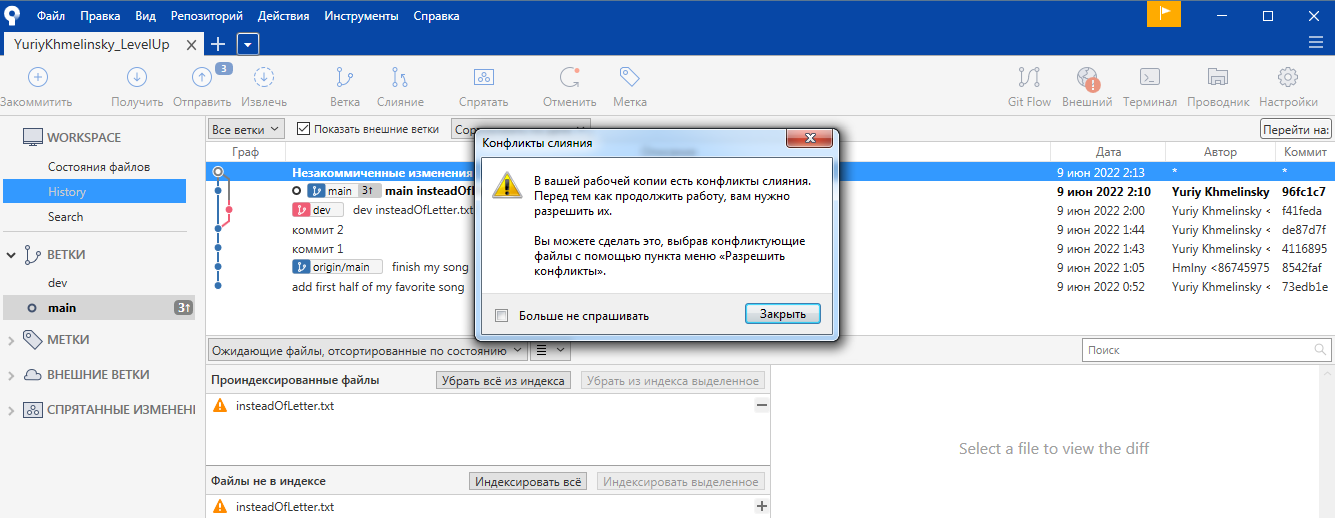 Файл Правка Вид Репозиторий Действия Инструменты Справка
YuriyKhmelinsky_LevelUp
3
Закоммитить Получить Отправить Извлечь Ветка Слияние Спрятать Отменить Метка Git Flow Внешний Терминал Проводник Настройки
WORKSPACE
Состояния файлов
History
Search
ВЕТКИ
dev
main 3↑
МЕТКИ
ВНЕШНИЕ ВЕТКИ
СПРЯТАННЫЕ ИЗМЕНЕН
Все ветки Показать внешние ветки Перейти на:
Граф Дата Автор Коммит
Незакоммиченные изменения 9 июн 2022 2:13 * *
main 3↑ main insteadOfL 9 июн 2022 2:10 Yuriy Khmelinsky 96fc1c7
dev dev insteadOfLetter.txt 9 июн 2022 2:00 Yuriy Khmelinsky < f41feda
коммит 2 9 июн 2022 1:44 Yuriy Khmelinsky < de87d7f
коммит 1 9 июн 2022 1:43 Yuriy Khmelinsky < 4116895
origin/main finish my song 9 июн 2022 1:05 Hmlny <86745975 8542faf
add first half of my favorite song 9 июн 2022 0:52 Yuriy Khmelinsky < 73edb1e
Конфликты слияния
В вашей рабочей копии есть конфликты слияния.
Перед тем как продолжить работу, вам нужно
разрешить их.
Вы можете сделать это, выбрав конфликтующие
файлы с помощью пункта меню «Разрешить
конфликты».
Больше не спрашивать Закрыть
Ожидающие файлы, отсортированные по состоянию Поиск
Проиндексированные файлы Убрать всё из индекса Убрать из индекса выделенное
insteadOfLetter.txt
Select a file to view the diff
Файлы не в индексе Индексировать всё Индексировать выделенное
insteadOfLetter.txt